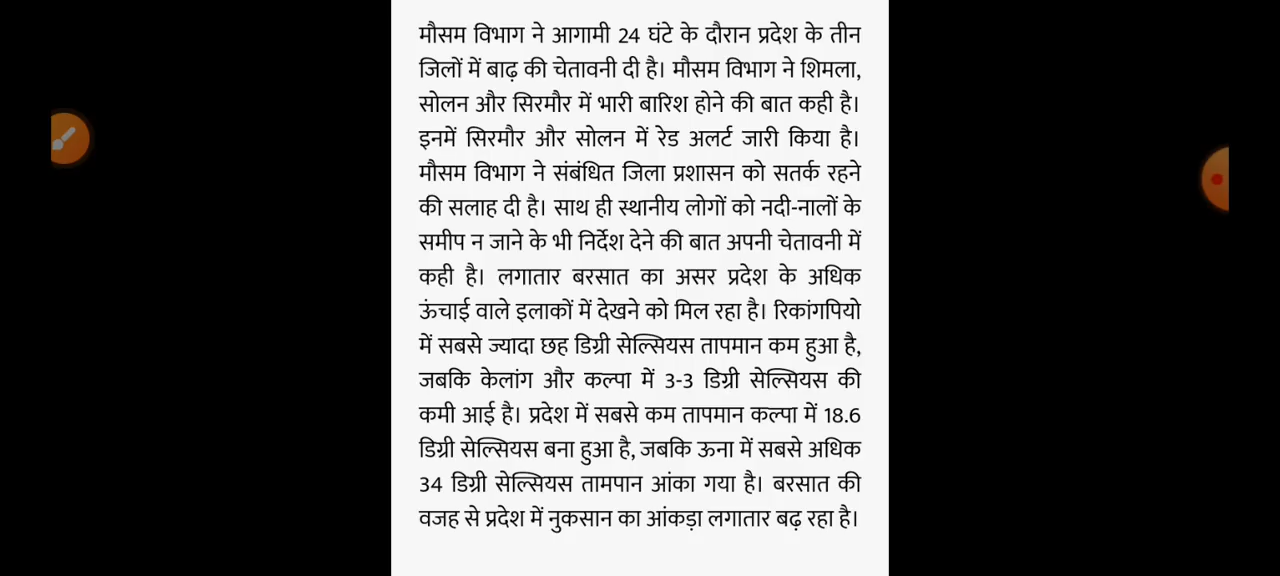 मौसम विभाग ने आगामी 24 घंटे के दौरान प्रदेश के तीन
जिलों में बाढ़ की चेतावनी दी है। मौसम विभाग ने शिमला,
सोलन और सिरमौर में भारी बारिश होने की बात कही है।
इनमें सिरमौर और सोलन में रेड अलर्ट जारी किया है।
मौसम विभाग ने संबंधित जिला प्रशासन को सतर्क रहने
की सलाह दी है। साथ ही स्थानीय लोगों को नदी-नालों के
समीप न जाने के भी निर्देश देने की बात अपनी चेतावनी में
कही है। लगातार बरसात का असर प्रदेश के अधिक
ऊंचाई वाले इलाकों में देखने को मिल रहा है। रिकांगपियो
में सबसे ज्यादा छह डिग्री सेल्सियस तापमान कम हुआ है,
जबकि केलांग और कल्पा में 3-3 डिग्री सेल्सियस की
कमी आई है। प्रदेश में सबसे कम तापमान कल्पा में 18.6
डिग्री सेल्सियस बना हुआ है, जबकि ऊना में सबसे अधिक
34 डिग्री सेल्सियस तामपान आंका गया है। बरसात की
वजह से प्रदेश में नुकसान का आंकड़ा लगातार बढ़ रहा है।